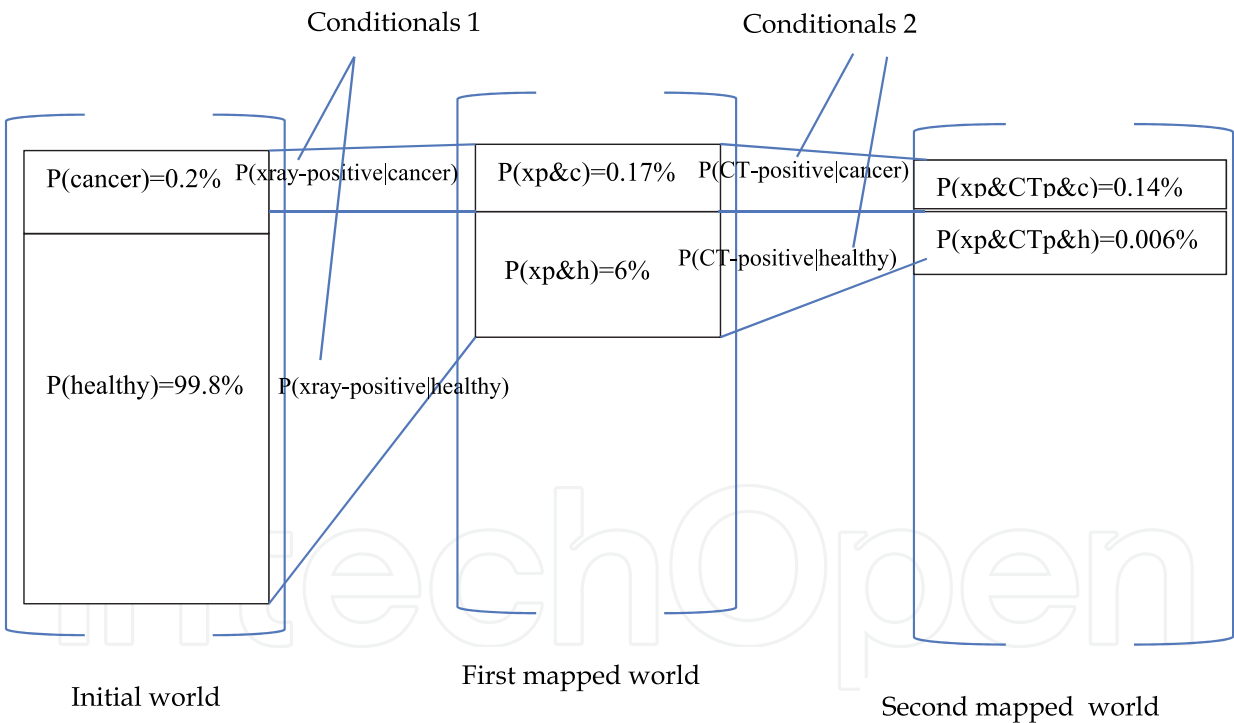 Conditionals 1
Conditionals 2
P(cancer)=0.2%
P(xray-positive|cancer)
P(xp&c)=0.17%
P(CT-positive|cancer)
P(xp&CTp&c)=0.14%
P(xp&h)=6%
P(CT-positive|healthy)
P(xp&CTp&h)=0.006%
P(healthy)=99.8%
P(xray-positive|healthy)
IntechOpen
Initial world
First mapped world
Second mapped world